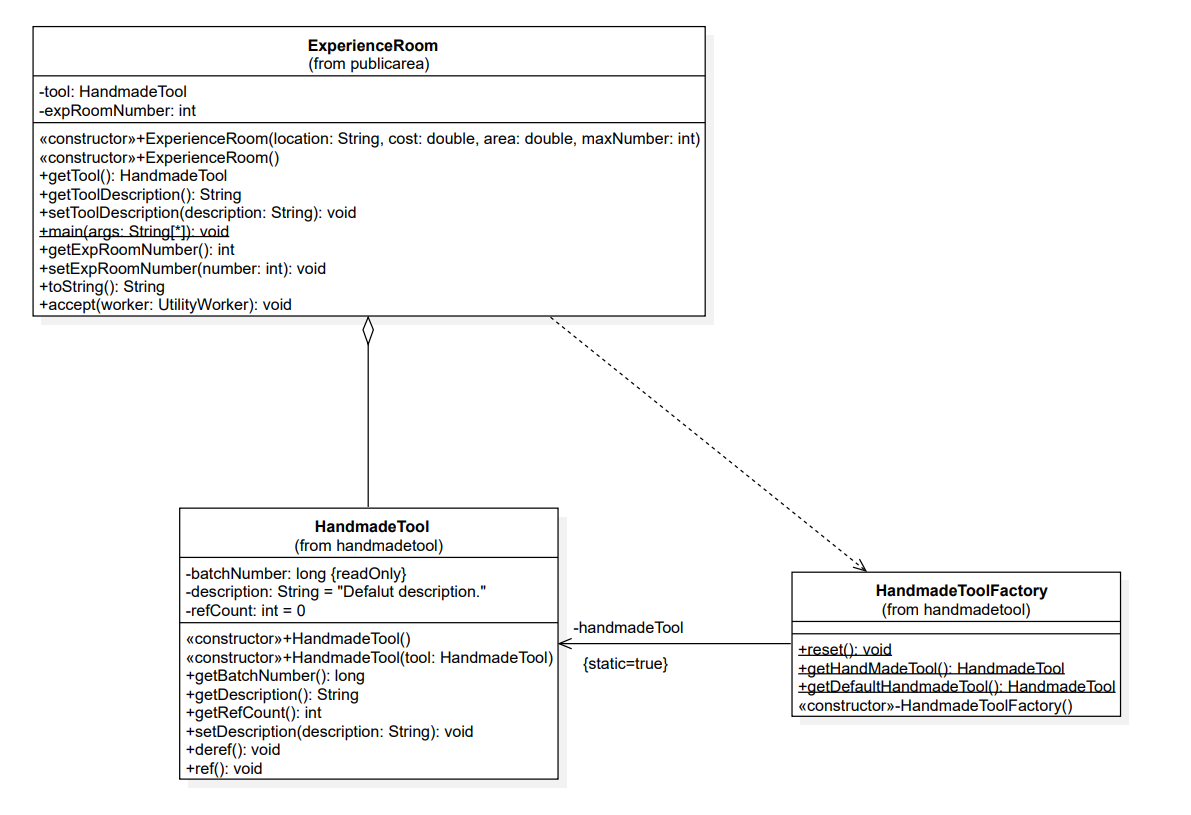 ExperienceRoom
(from publicarea)
-tool: HandmadeTool
-expRoomNumber: int
«constructor»+ExperienceRoom(location: String, cost: double, area: double, maxNumber: int)
«constructor»+ExperienceRoom()
+getTool(): HandmadeTool
+getToolDescription(): String
+setToolDescription(description: String): void
+main(args: String[*]): void
+getExpRoomNumber(): int
+setExpRoomNumber(number: int): void
+toString(): String
+accept(worker: UtilityWorker): void
HandmadeTool
(from handmadetool)
-batchNumber: long {readOnly}
-description: String = "Defalut description."
-refCount: int = 0
«constructor»+HandmadeTool()
«constructor»+HandmadeTool(tool: HandmadeTool)
+getBatchNumber(): long
+getDescription(): String
+getRefCount(): int
+setDescription(description: String): void
+deref(): void
+ref(): void
-handmadeTool
{static=true}
HandmadeToolFactory
(from handmadetool)
+reset(): void
+getHandMadeTool(): HandmadeTool
+getDefaultHandmadeTool(): HandmadeTool
«constructor»-HandmadeToolFactory()